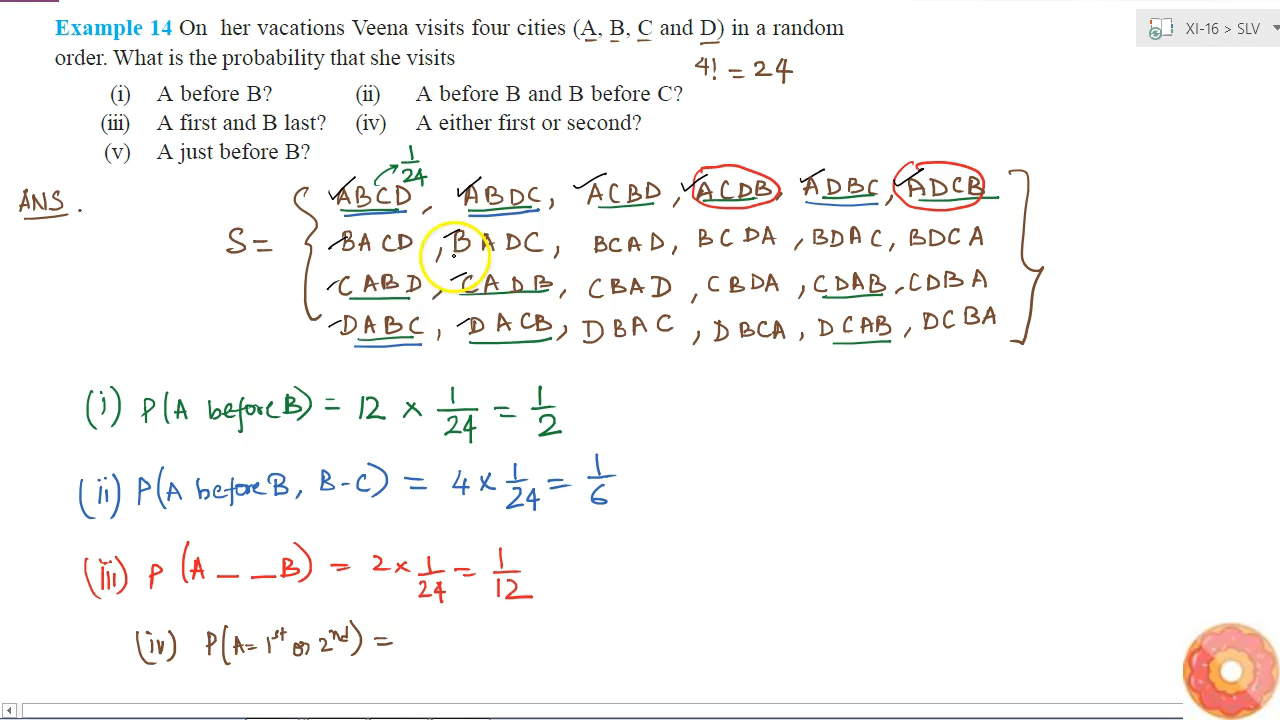 Example 14 On her vacations Veena visits four cities (A, B, C and D) in a random
order. What is the probability that she visits
4! = 24
(i) A before B? (ii) A before B and B before C?
(iii) A first and B last? (iv) A either first or second?
(v) A just before B?
XI-16 > SLV
1/24
ANS.
S = { ABCD, ABDC, ACBD, ACDB, ADBC, ADCB
BACD, BADC, BCAD, BCDA, BDAC, BDCA
CABD, CADB, CBAD, CBDA, CDAB, CDBA
DABC, DACB, DBAC, DBCA, DCAB, DCBA }
(i) P(A before B) = 12 × 1/24 = 1/2
(ii) P(A before B, B-C) = 4 × 1/24 = 1/6
(iii) P(A _ _ B) = 2 × 1/24 = 1/12
(iv) P(A= 1st or 2nd) =